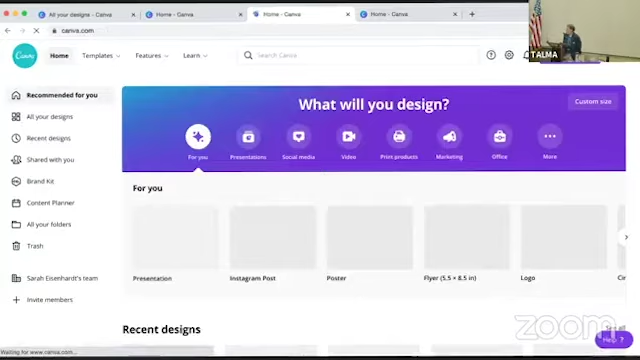 All your designs - Canva
Home - Canva
Home - Canva
Home - Canva
canva.com
TALMA
Canva
Home
Templates
Features
Learn
Search Canva
Recommended for you
All your designs
Recent designs
Shared with you
Brand Kit
Content Planner
All your folders
Trash
Sarah Eisenhardt's team
Invite members
What will you design?
Custom size
For you
Presentations
Social media
Video
Print products
Marketing
Office
More
For you
Presentation
Instagram Post
Poster
Flyer (5.5 × 8.5 in)
Logo
Recent designs
See all
zoom
Help ?
Waiting for www.canva.com...